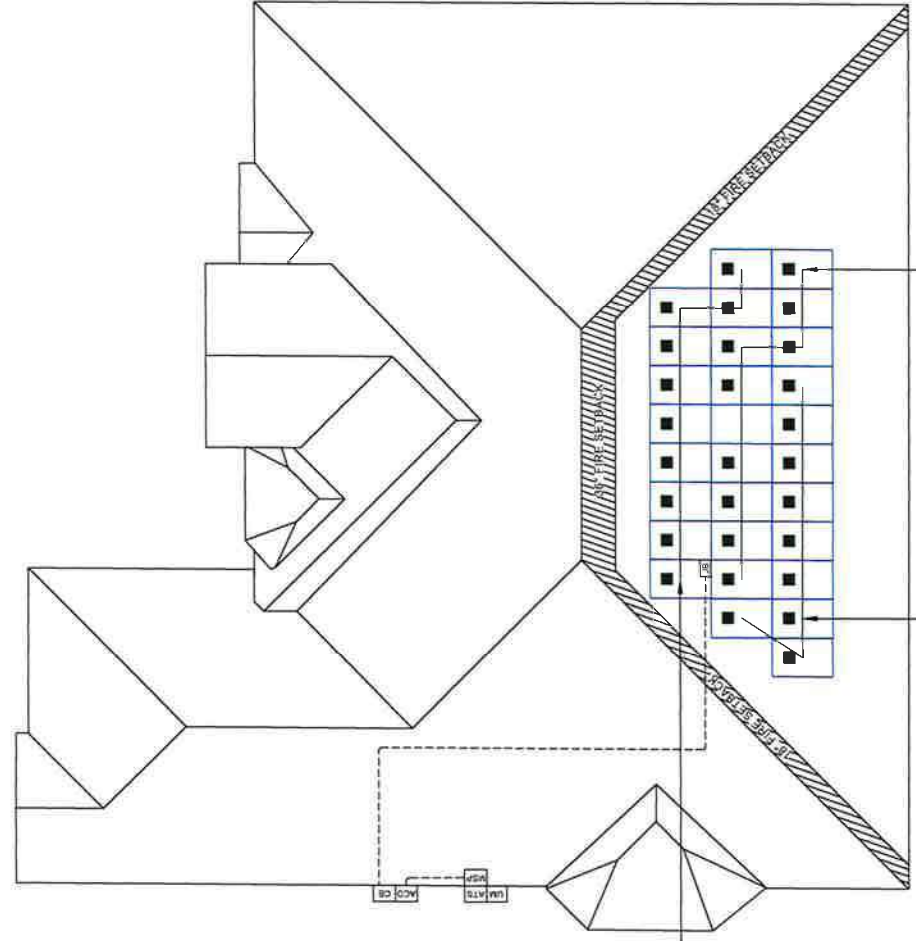 18" FIRE SETBACK
36" FIRE SETBACK
JB
18" FIRE SETBACK
MSP
CB
ACD
ATS
UM